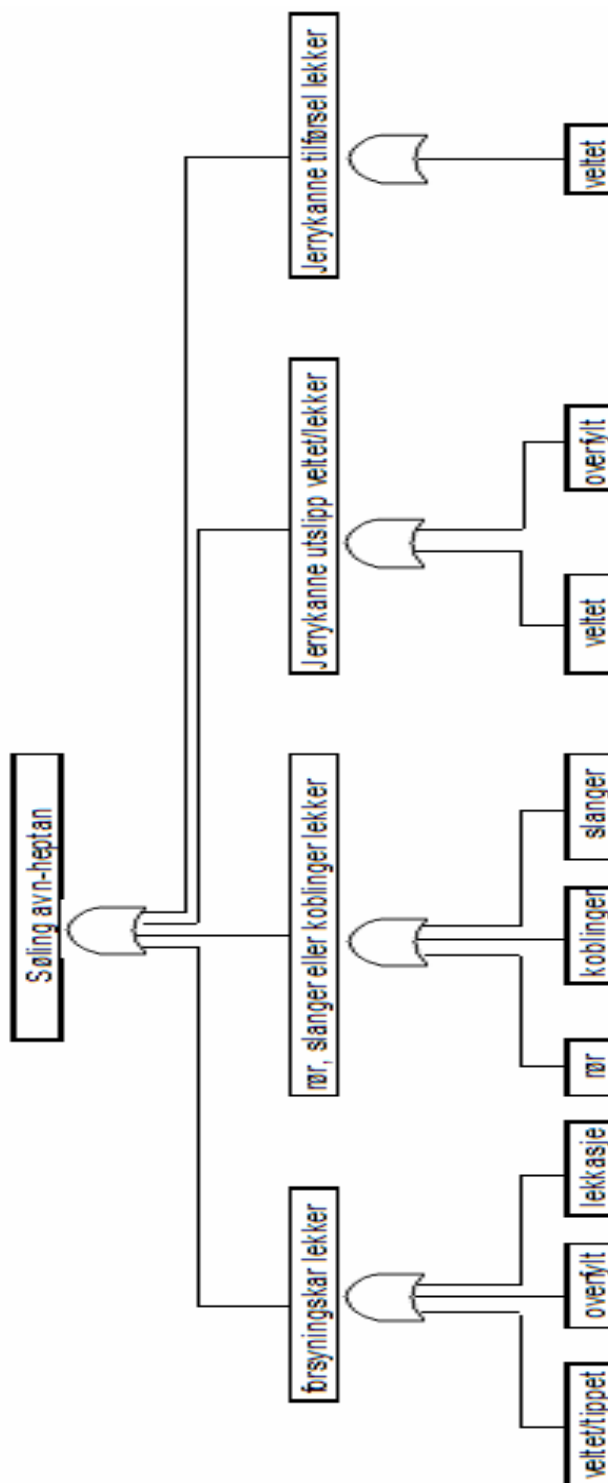 Søling av n-heptan
forsyningskar lekker
rør, slanger eller koblinger lekker
Jerrykanne utslipp veltet/lekker
Jerrykanne tilførsel lekker
veltet/tippet
overfylt
lekkasje
rør
koblinger
slanger
veltet
overfylt
veltet